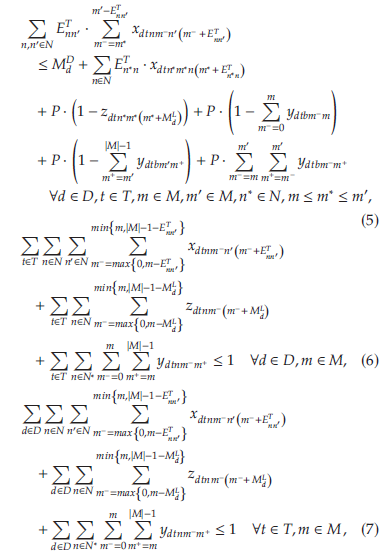 \sum_{n,n'\in N} E^T_{nn'} \cdot \sum_{m^-=m^*}^{m'-E^T_{nn'}} x_{dtnm^-n'(m^-+E^T_{nn'})}
\leq M^D_d + \sum_{n\in N} E^T_{n^*n} \cdot x_{dtn^*m^*n(m^*+E^T_{n^*n})}
+ P \cdot \left(1 - z_{dtn^*m^*(m^*+M^L_d)}\right) + P \cdot \left(1 - \sum_{m^-=0}^{m} y_{dtbm^-m}\right)
+ P \cdot \left(1 - \sum_{m^+=m'}^{|M|-1} y_{dtbm'm^+}\right) + P \cdot \sum_{m^-=m}^{m'} \sum_{m^+=m^-}^{m'} y_{dtbm^-m^+}
\forall d \in D, t \in T, m \in M, m' \in M, n^* \in N, m \leq m^* \leq m',
(5)
\sum_{t\in T} \sum_{n\in N} \sum_{n'\in N} \sum_{m^-=max\{0,m-E^T_{nn'}\}}^{min\{m,|M|-1-E^T_{nn'}\}} x_{dtnm^-n'(m^-+E^T_{nn'})}
+ \sum_{t\in T} \sum_{n\in N} \sum_{m^-=max\{0,m-M^L_d\}}^{min\{m,|M|-1-M^L_d\}} z_{dtnm^-(m^-+M^L_d)}
+ \sum_{t\in T} \sum_{n\in N^*} \sum_{m^-=0}^{m} \sum_{m^+=m}^{|M|-1} y_{dtnm^-m^+} \leq 1 \quad \forall d \in D, m \in M, (6)
\sum_{d\in D} \sum_{n\in N} \sum_{n'\in N} \sum_{m^-=max\{0,m-E^T_{nn'}\}}^{min\{m,|M|-1-E^T_{nn'}\}} x_{dtnm^-n'(m^-+E^T_{nn'})}
+ \sum_{d\in D} \sum_{n\in N} \sum_{m^-=max\{0,m-M^L_d\}}^{min\{m,|M|-1-M^L_d\}} z_{dtnm^-(m^-+M^L_d)}
+ \sum_{d\in D} \sum_{n\in N^*} \sum_{m^-=0}^{m} \sum_{m^+=m}^{|M|-1} y_{dtnm^-m^+} \leq 1 \quad \forall t \in T, m \in M, (7)